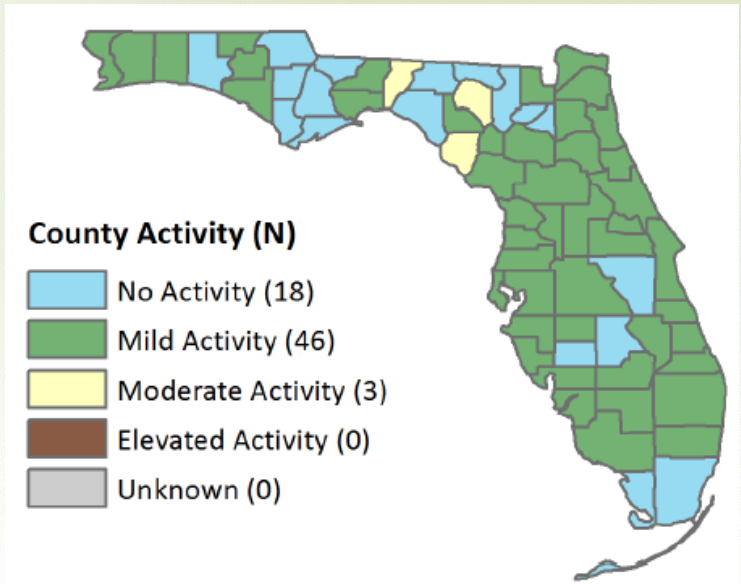 County Activity (N)
No Activity (18)
Mild Activity (46)
Moderate Activity (3)
Elevated Activity (0)
Unknown (0)